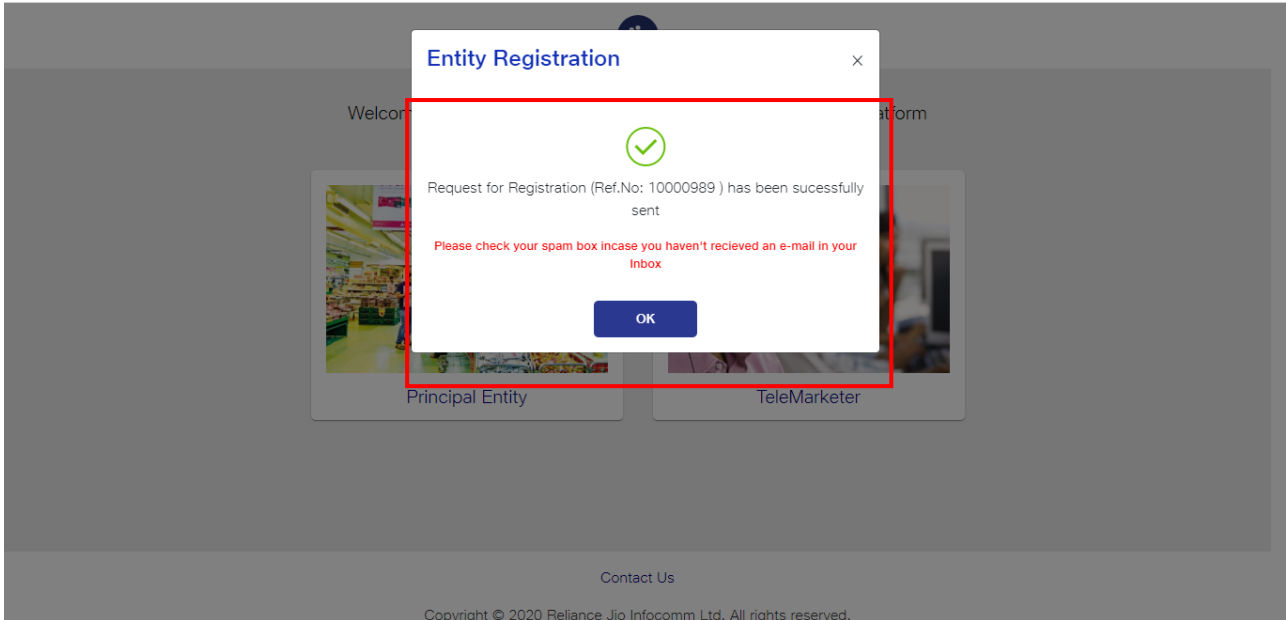 Entity Registration
Welcom
atform
Request for Registration (Ref.No: 10000989 ) has been sucessfully
sent
Please check your spam box incase you haven't recieved an e-mail in your
Inbox
OK
Principal Entity
TeleMarketer
Contact Us
Copyright © 2020 Reliance Jio Infocomm Ltd. All rights reserved.